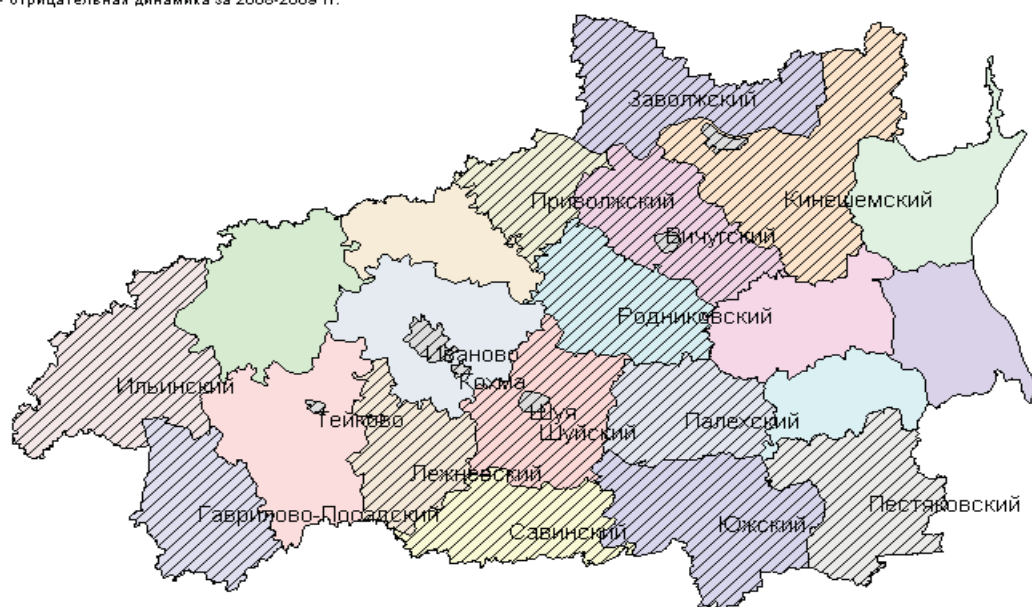 - отрицательная динамика за 2008-2009 гг.
Заволжский
Приволжский
Кинешемский
Вичугский
Родниковский
Иваново
Кохма
Ильинский
Тейково
Шуя
Шуйский
Палехский
Лежневский
Гаврилово-Посадский
Савинский
Южский
Пестяковский